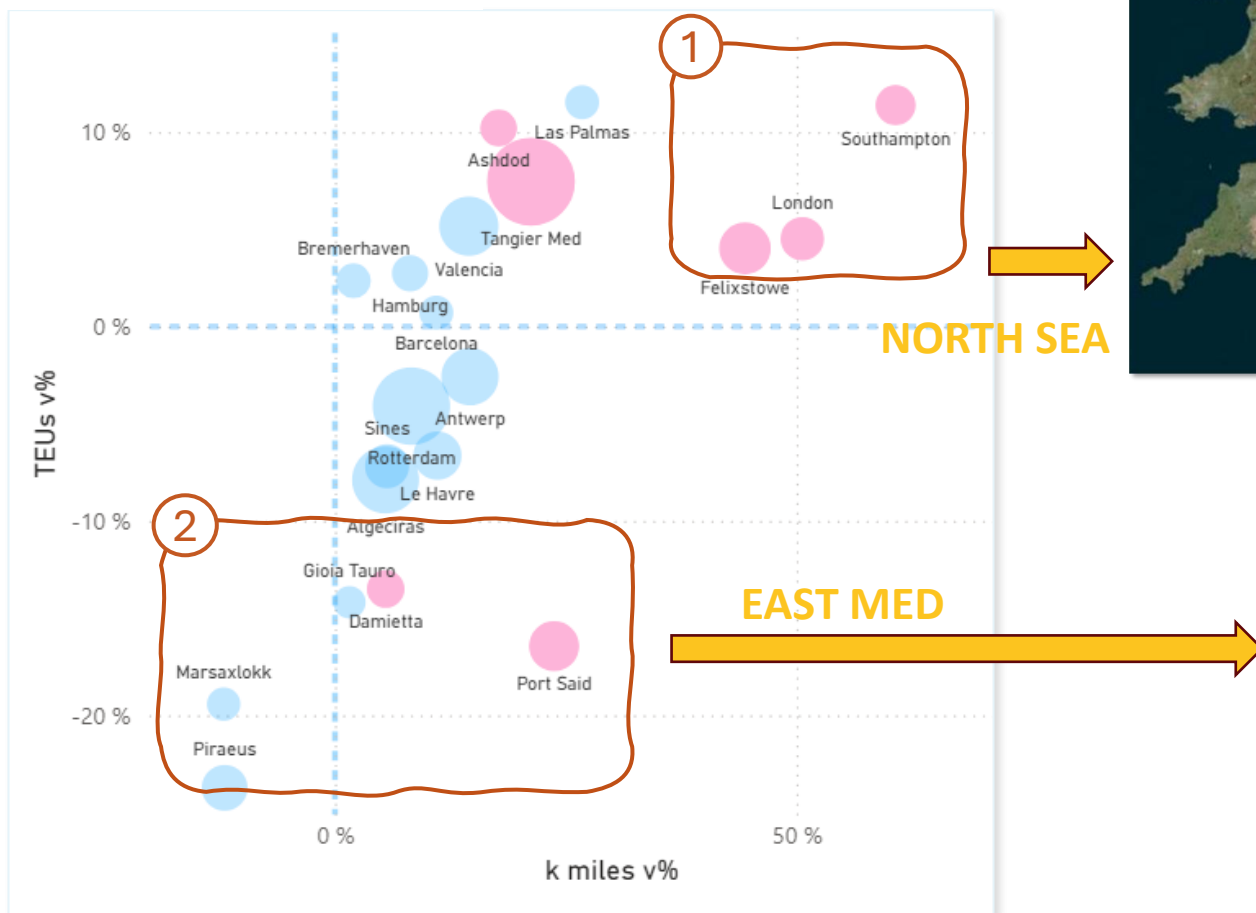 1
10 %
Las Palmas
Southampton
Ashdod
London
Tangier Med
Bremerhaven
Valencia
Felixstowe
Hamburg
0 %
NORTH SEA
Barcelona
TEUs v%
Antwerp
Sines
Rotterdam
Le Havre
2
-10 %
Algeciras
Gioia Tauro
EAST MED
Damietta
Marsaxlokk
Port Said
-20 %
Piraeus
0 %
50 %
k miles v%